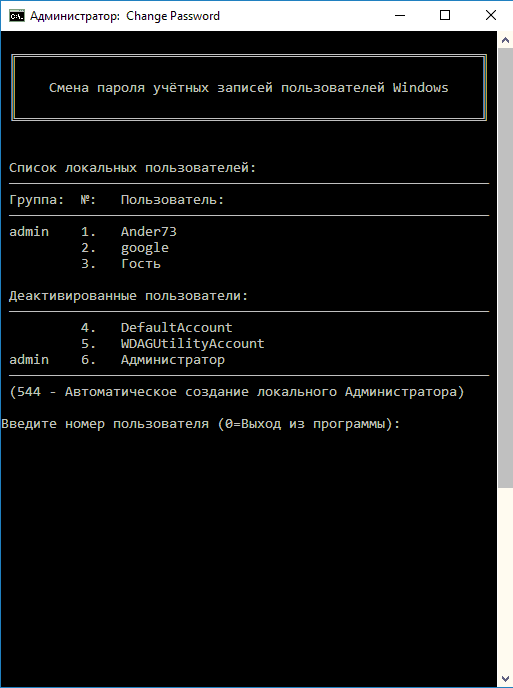 Администратор: Change Password
Смена пароля учётных записей пользователей Windows
Список локальных пользователей:
Группа: №: Пользователь:
admin 1. Ander73
2. google
3. Гость
Деактивированные пользователи:
4. DefaultAccount
5. WDAGUtilityAccount
admin 6. Администратор
(544 - Автоматическое создание локального Администратора)
Введите номер пользователя (0=Выход из программы):